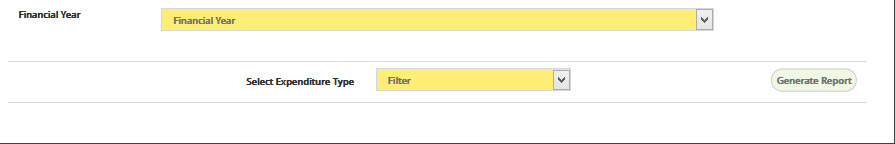 Financial Year
Financial Year
Select Expenditure Type
Filter
Generate Report